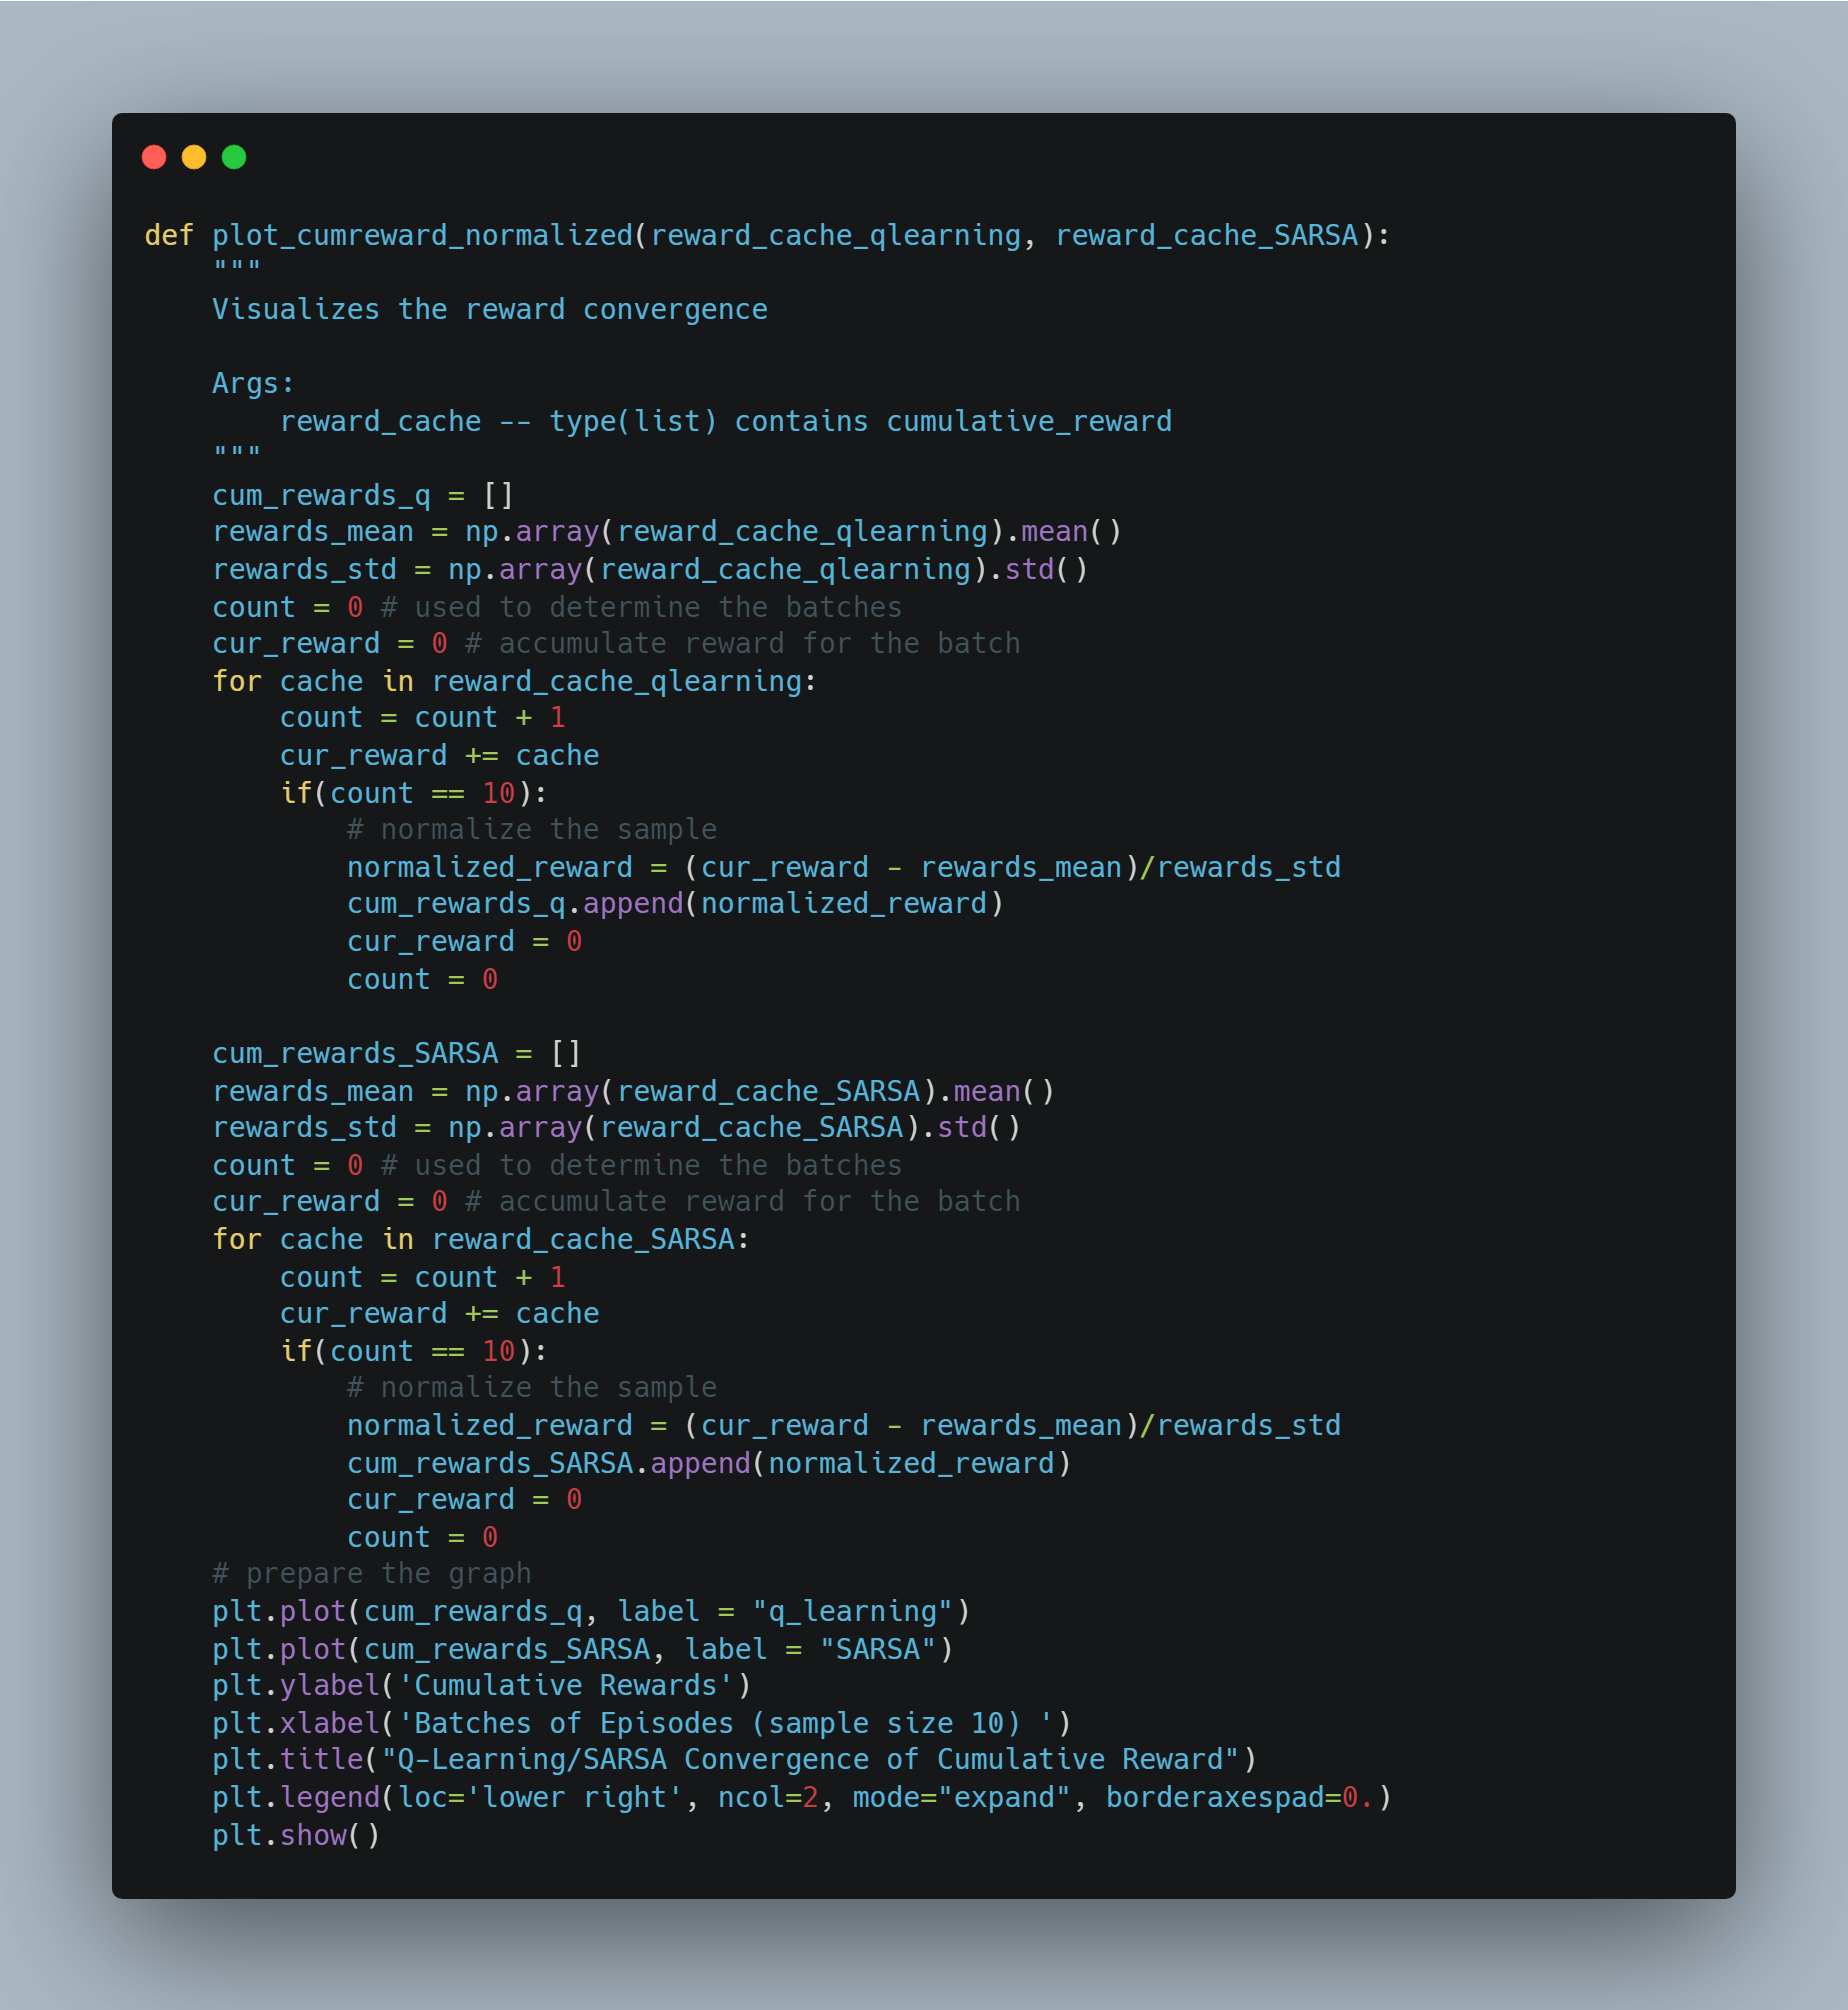 def plot_cumreward_normalized(reward_cache_qlearning, reward_cache_SARSA):
    """
    Visualizes the reward convergence

    Args:
        reward_cache -- type(list) contains cumulative_reward
    """
    cum_rewards_q = []
    rewards_mean = np.array(reward_cache_qlearning).mean()
    rewards_std = np.array(reward_cache_qlearning).std()
    count = 0 # used to determine the batches
    cur_reward = 0 # accumulate reward for the batch
    for cache in reward_cache_qlearning:
        count = count + 1
        cur_reward += cache
        if(count == 10):
            # normalize the sample
            normalized_reward = (cur_reward - rewards_mean)/rewards_std
            cum_rewards_q.append(normalized_reward)
            cur_reward = 0
            count = 0

    cum_rewards_SARSA = []
    rewards_mean = np.array(reward_cache_SARSA).mean()
    rewards_std = np.array(reward_cache_SARSA).std()
    count = 0 # used to determine the batches
    cur_reward = 0 # accumulate reward for the batch
    for cache in reward_cache_SARSA:
        count = count + 1
        cur_reward += cache
        if(count == 10):
            # normalize the sample
            normalized_reward = (cur_reward - rewards_mean)/rewards_std
            cum_rewards_SARSA.append(normalized_reward)
            cur_reward = 0
            count = 0
    # prepare the graph
    plt.plot(cum_rewards_q, label = "q_learning")
    plt.plot(cum_rewards_SARSA, label = "SARSA")
    plt.ylabel('Cumulative Rewards')
    plt.xlabel('Batches of Episodes (sample size 10) ')
    plt.title("Q-Learning/SARSA Convergence of Cumulative Reward")
    plt.legend(loc='lower right', ncol=2, mode="expand", borderaxespad=0.)
    plt.show()